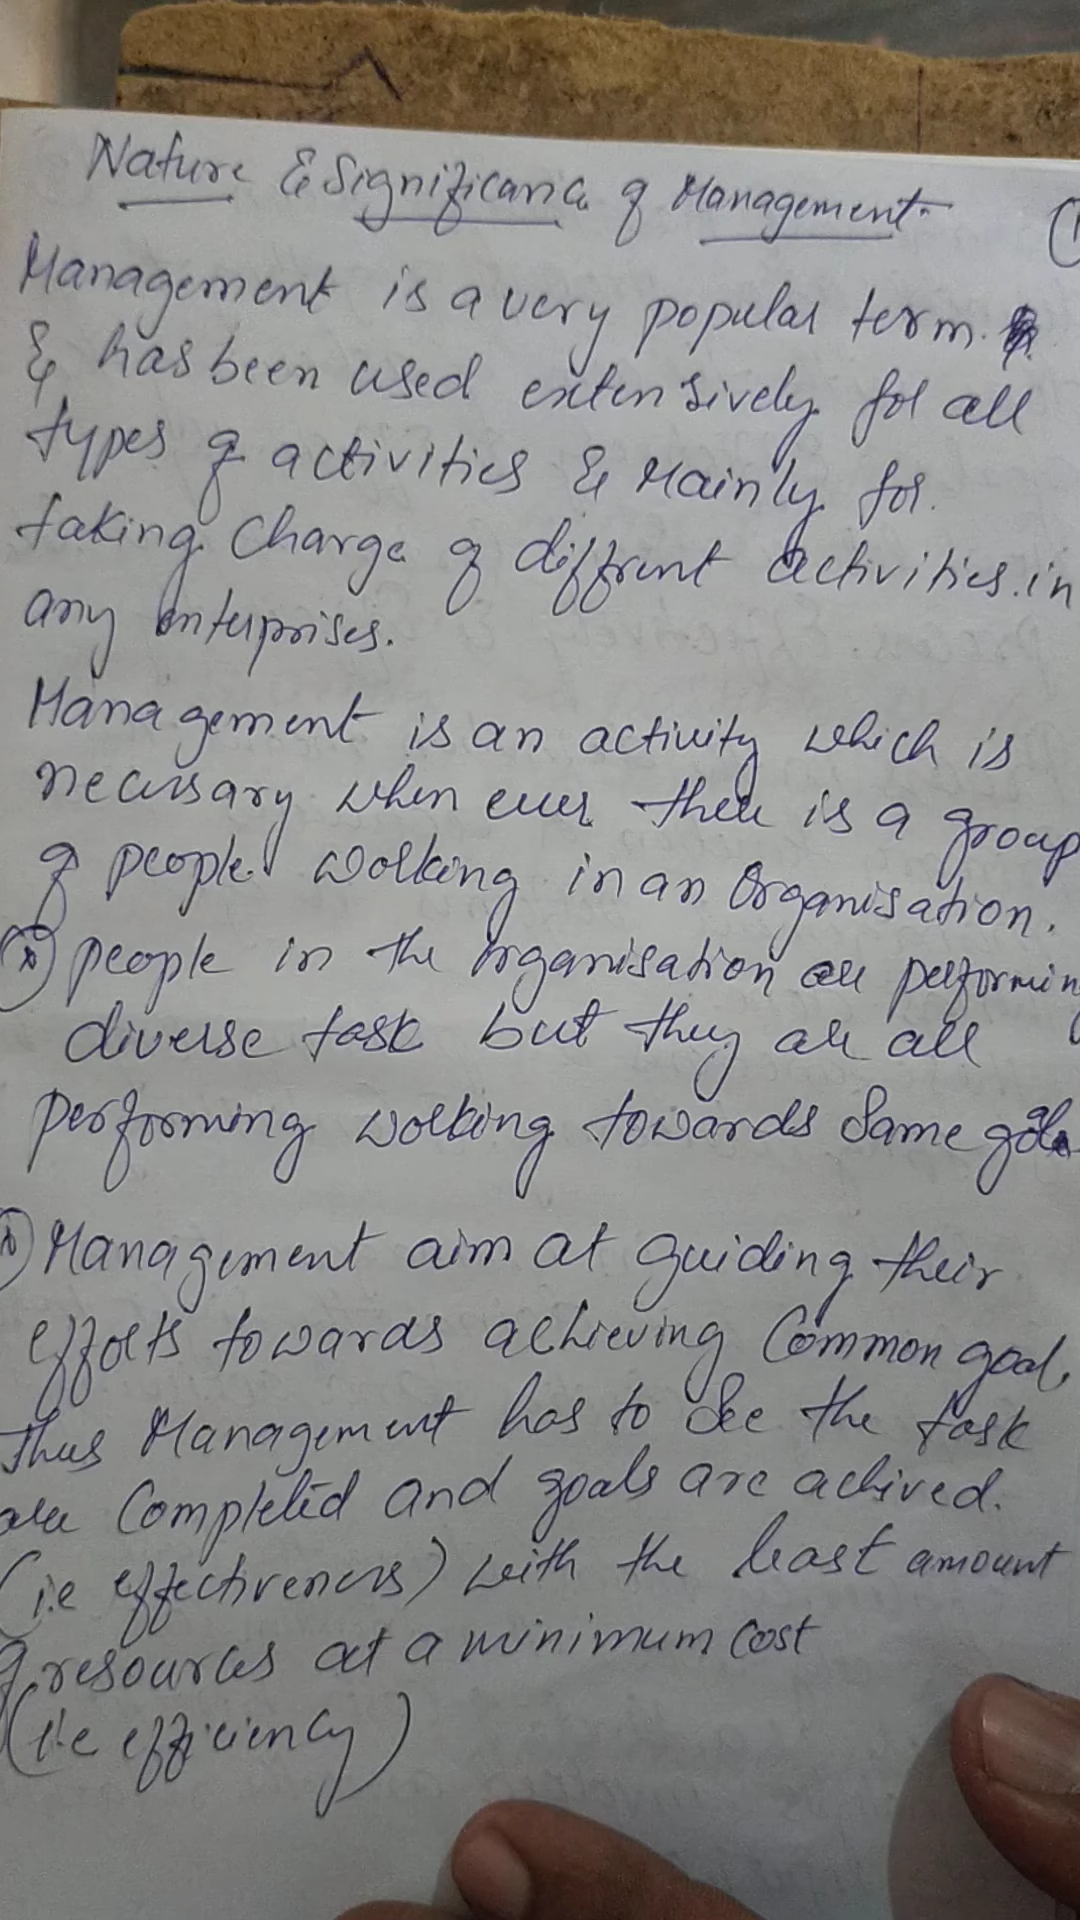 Nature & Significance of Management.
Management is a very popular term.
& has been used extensively for all
types of activities & Mainly for.
taking Charge of diffrent activities in
any enterprises.
Management is an activity which is
necessary when ever there is a group
of people working in an Organisation.
people in the organisation are performing
diverse task but they are all
performing working towards Same goal
Management aim at guiding their
efforts towards achieving Common goal,
Thus Management has to See the task
are Completed and goals are achived.
(i.e effectiveness) with the least amount
of resources at a minimum Cost
(i.e efficiency)